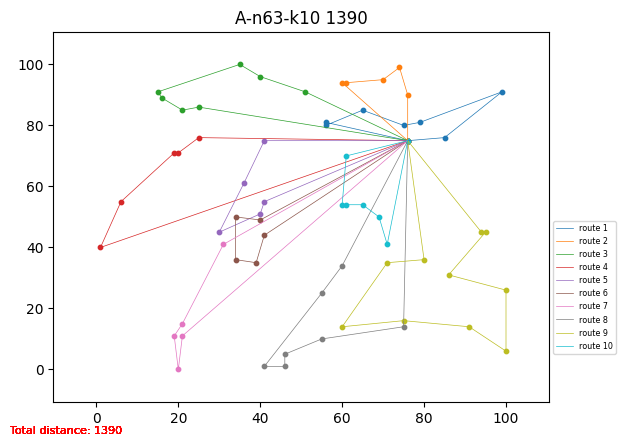 A-n63-k10 1390
100
80
60
40
20
0
0 20 40 60 80 100
route 1
route 2
route 3
route 4
route 5
route 6
route 7
route 8
route 9
route 10
Total distance: 1390